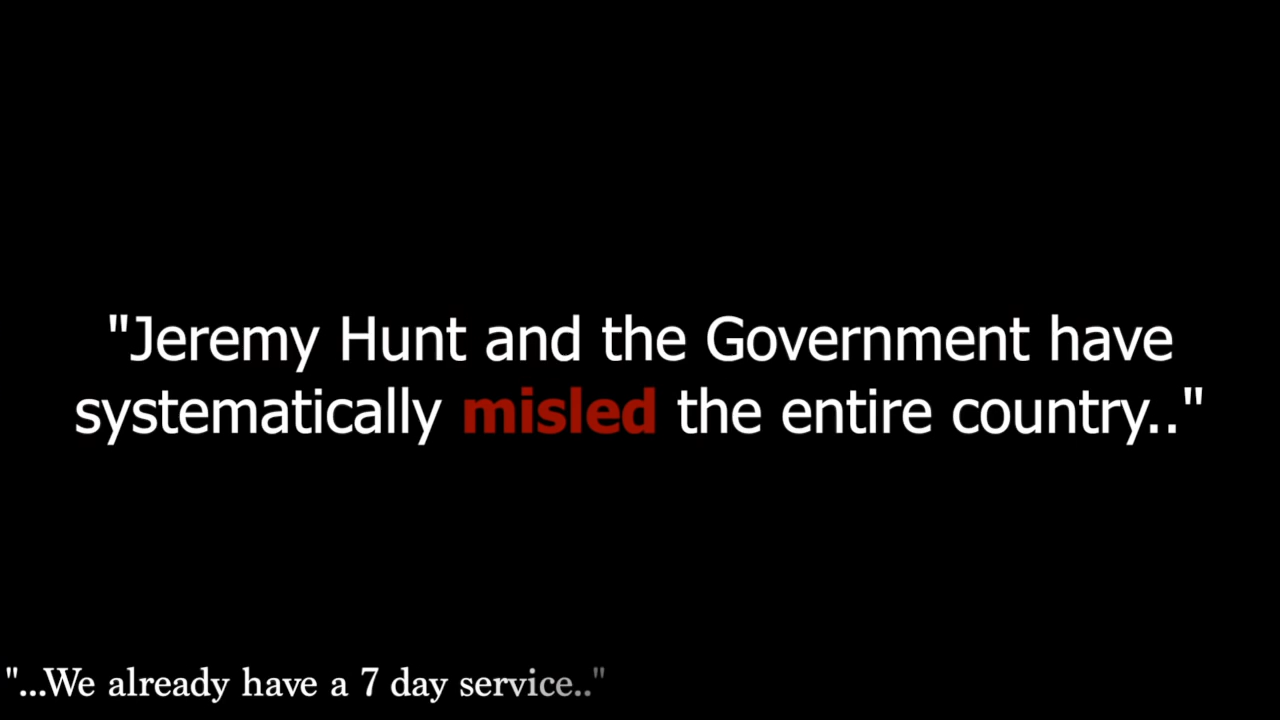 "Jeremy Hunt and the Government have
systematically misled the entire country.."
"...We already have a 7 day service.."